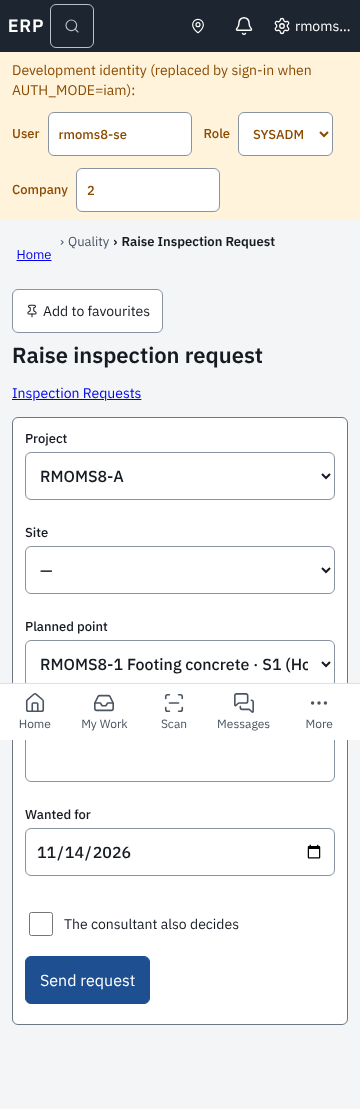 ERP
rmoms...
Development identity (replaced by sign-in when
AUTH_MODE=iam):
User
rmoms8-se
Role
SYSADM
Company
2
Home › Quality › Raise Inspection Request
Add to favourites
Raise inspection request
Inspection Requests
Project
RMOMS8-A
Site
—
Planned point
RMOMS8-1 Footing concrete · S1 (Ho
Home
My Work
Scan
Messages
More
Wanted for
11/14/2026
The consultant also decides
Send request